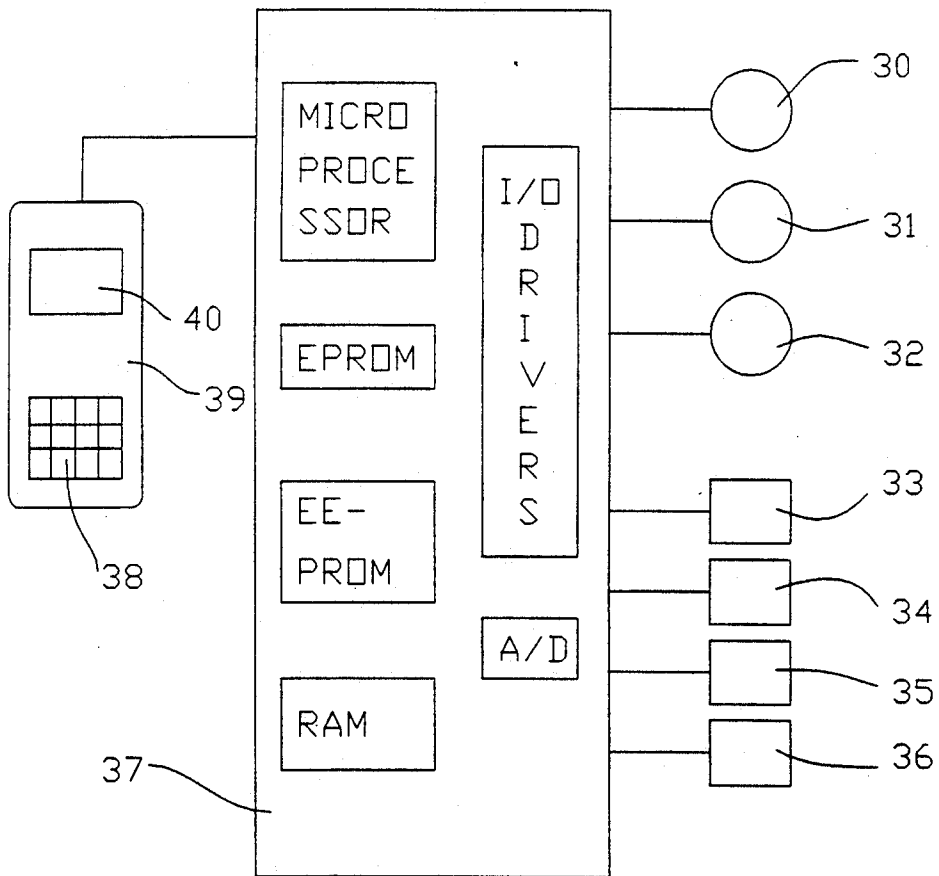 30
MICRO
PROCE
SSOR
I/O
D
R
I
V
E
R
S
31
40
32
EPROM
39
EE-
PROM
33
38
34
A/D
35
RAM
36
37